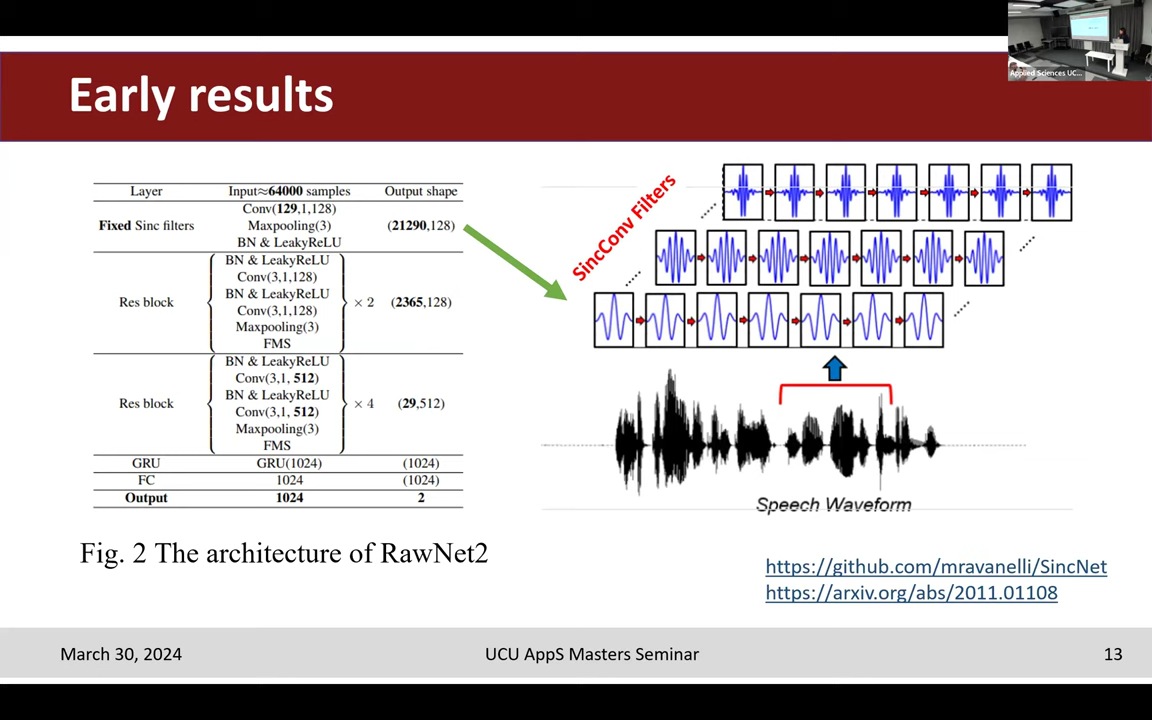 Applied Sciences UC...
Early results
Layer Input≈64000 samples Output shape
Conv(129,1,128)
Fixed Sinc filters Maxpooling(3) (21290,128)
BN & LeakyReLU
BN & LeakyReLU
Conv(3,1,128)
BN & LeakyReLU
Res block × 2 (2365,128)
Conv(3,1,128)
Maxpooling(3)
FMS
BN & LeakyReLU
Conv(3,1, 512)
BN & LeakyReLU
Res block × 4 (29,512)
Conv(3,1, 512)
Maxpooling(3)
FMS
GRU GRU(1024) (1024)
FC 1024 (1024)
Output 1024 2
Fig. 2 The architecture of RawNet2
SincConv Filters
Speech Waveform
https://github.com/mravanelli/SincNet
https://arxiv.org/abs/2011.01108
March 30, 2024 UCU AppS Masters Seminar 13